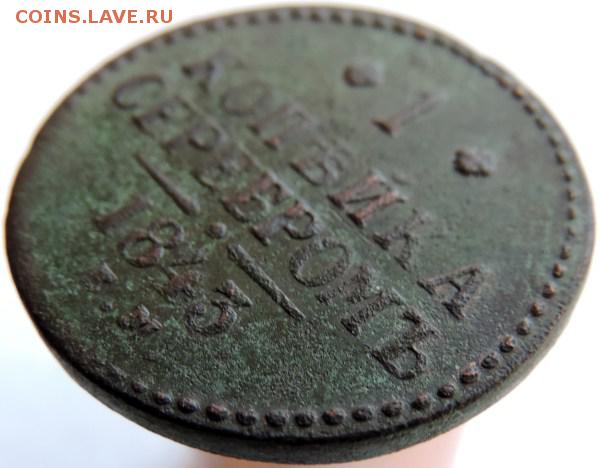 COINS.LAVE.RU
* 1 *
КОПѢЙКА
СЕРЕБРОМЪ
1843
Е.М.